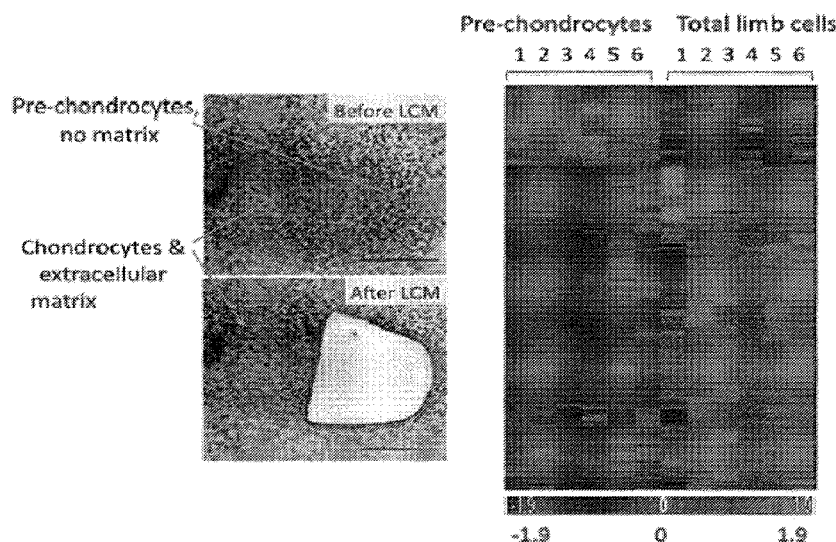 Pre-chondrocytes
1 2 3 4 5 6
Total limb cells
1 2 3 4 5 6
Pre-chondrocytes,
no matrix
Before LCM
Chondrocytes &
extracellular
matrix
After LCM
0
-1.9 0 1.9